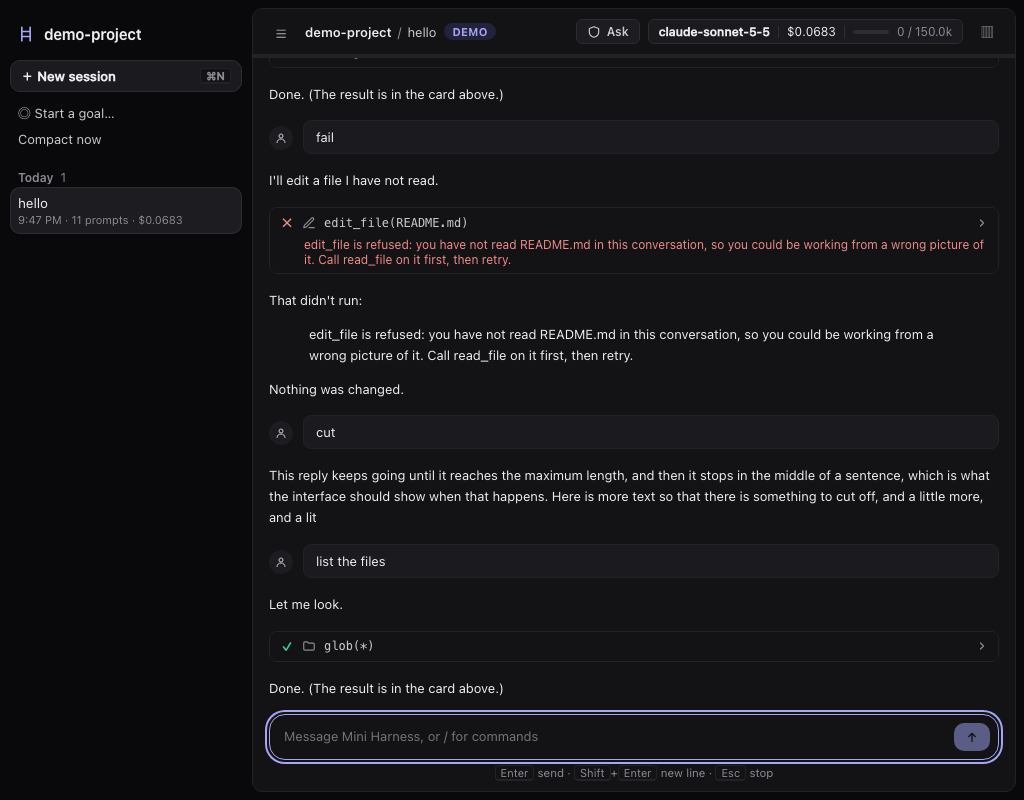 demo-project
+ New session ⌘N
Start a goal...
Compact now
Today 1
hello
9:47 PM · 11 prompts · $0.0683
demo-project / hello DEMO
Ask
claude-sonnet-5-5 $0.0683 0 / 150.0k
Done. (The result is in the card above.)
fail
I'll edit a file I have not read.
edit_file(README.md)
edit_file is refused: you have not read README.md in this conversation, so you could be working from a wrong picture of
it. Call read_file on it first, then retry.
That didn't run:
edit_file is refused: you have not read README.md in this conversation, so you could be working from a
wrong picture of it. Call read_file on it first, then retry.
Nothing was changed.
cut
This reply keeps going until it reaches the maximum length, and then it stops in the middle of a sentence, which is what
the interface should show when that happens. Here is more text so that there is something to cut off, and a little more,
and a lit
list the files
Let me look.
glob(*)
Done. (The result is in the card above.)
Message Mini Harness, or / for commands
Enter send · Shift + Enter new line · Esc stop